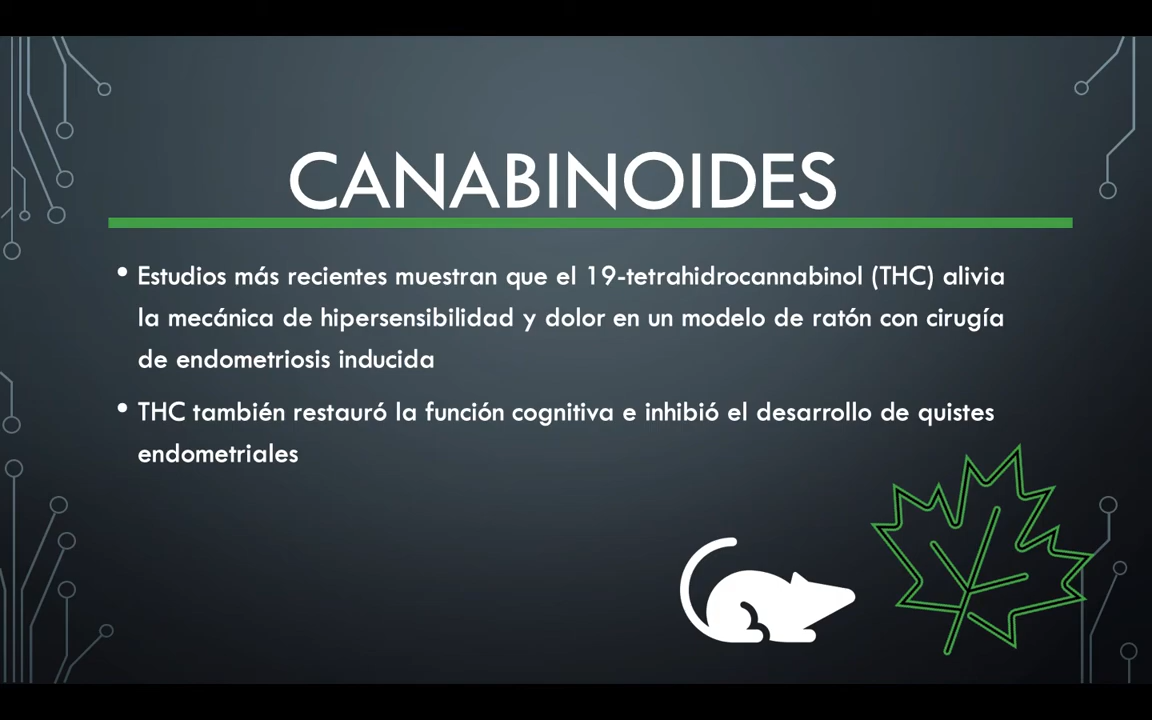 CANABINOIDES
• Estudios más recientes muestran que el 19-tetrahidrocannabinol (THC) alivia
la mecánica de hipersensibilidad y dolor en un modelo de ratón con cirugía
de endometriosis inducida
• THC también restauró la función cognitiva e inhibió el desarrollo de quistes
endometriales